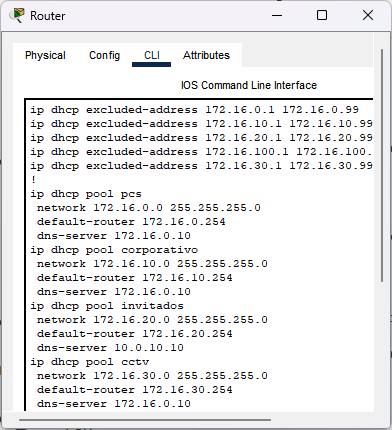 Router
Physical Config CLI Attributes
IOS Command Line Interface
ip dhcp excluded-address 172.16.0.1 172.16.0.99
ip dhcp excluded-address 172.16.10.1 172.16.10.99
ip dhcp excluded-address 172.16.20.1 172.16.20.99
ip dhcp excluded-address 172.16.100.1 172.16.100.
ip dhcp excluded-address 172.16.30.1 172.16.30.99
!
ip dhcp pool pcs
network 172.16.0.0 255.255.255.0
default-router 172.16.0.254
dns-server 172.16.0.10
ip dhcp pool corporativo
network 172.16.10.0 255.255.255.0
default-router 172.16.10.254
dns-server 172.16.0.10
ip dhcp pool invitados
network 172.16.20.0 255.255.255.0
default-router 172.16.20.254
dns-server 10.0.10.10
ip dhcp pool cctv
network 172.16.30.0 255.255.255.0
default-router 172.16.30.254
dns-server 172.16.0.10